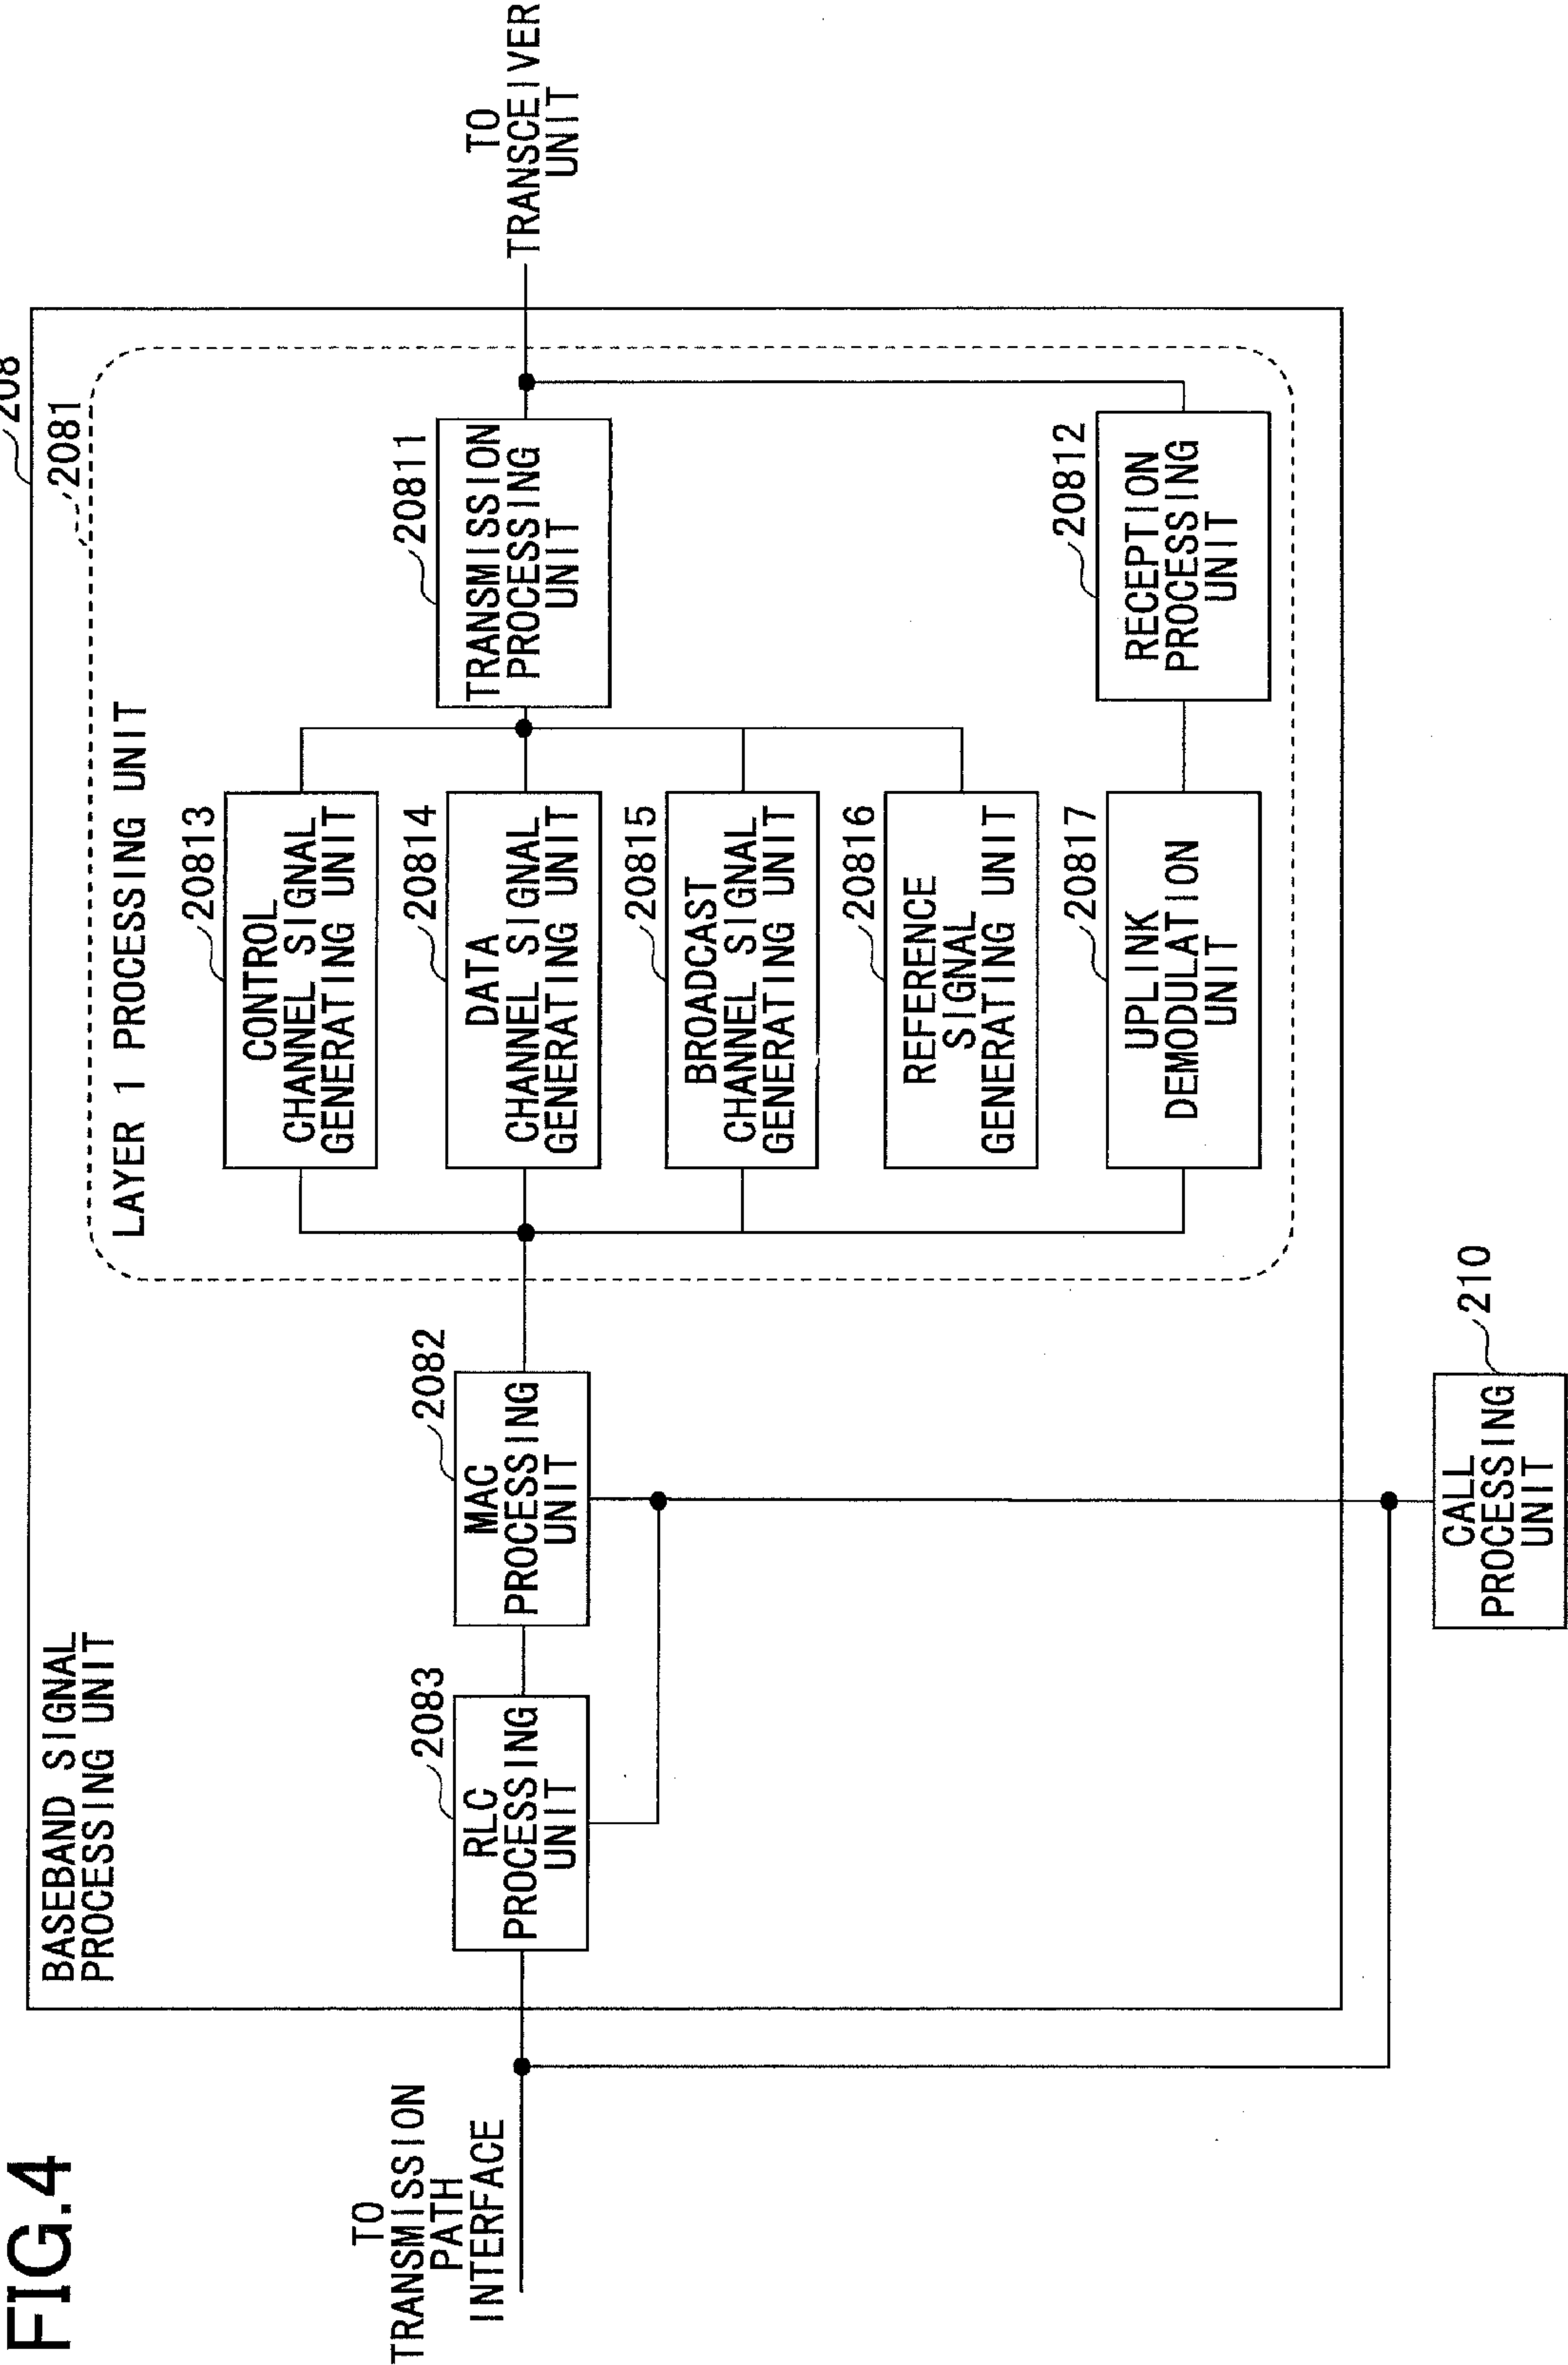 FIG.4
208
BASEBAND SIGNAL
PROCESSING UNIT
2081
LAYER 1 PROCESSING UNIT
TO
TRANSMISSION
PATH
INTERFACE
2083
RLC
PROCESSING
UNIT
2082
MAC
PROCESSING
UNIT
20813
CONTROL
CHANNEL SIGNAL
GENERATING UNIT
20814
DATA
CHANNEL SIGNAL
GENERATING UNIT
20815
BROADCAST
CHANNEL SIGNAL
GENERATING UNIT
20816
REFERENCE
SIGNAL
GENERATING UNIT
20817
UPLINK
DEMODULATION
UNIT
20811
TRANSMISSION
PROCESSING
UNIT
20812
RECEPTION
PROCESSING
UNIT
TO
TRANSCEIVER
UNIT
210
CALL
PROCESSING
UNIT